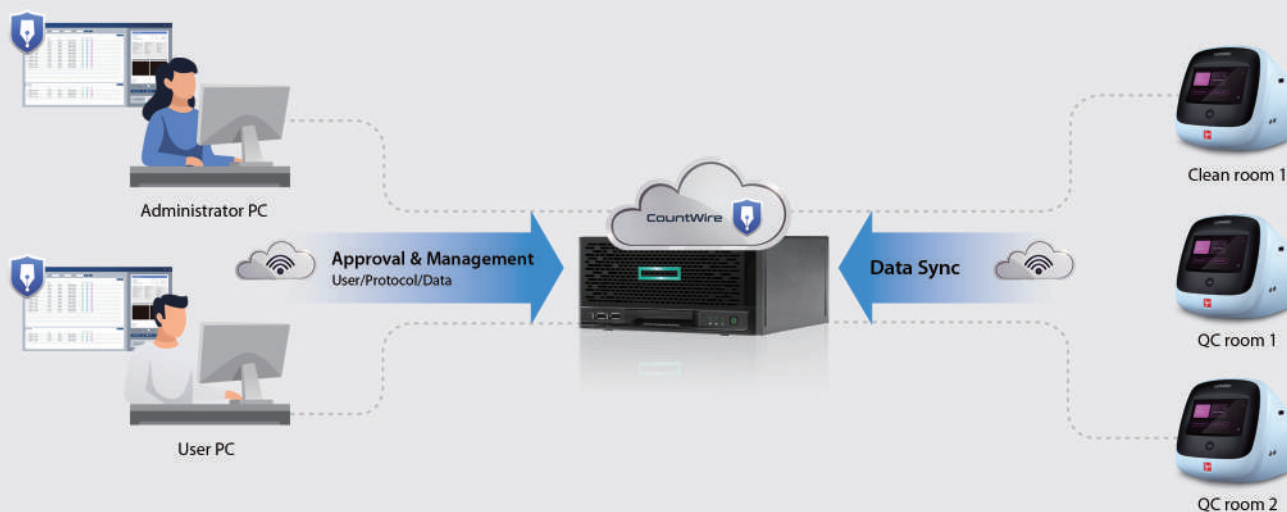 Administrator PC
User PC
Approval & Management
User/Protocol/Data
CountWire
Data Sync
Clean room 1
QC room 1
QC room 2